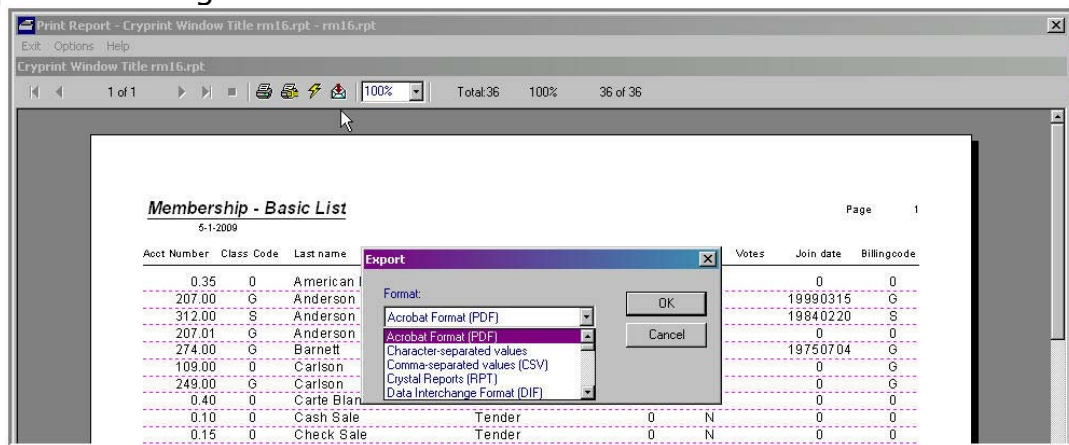 Print Report - Cryprint Window Title rm16.rpt - rm16.rpt
Exit Options Help
Cryprint Window Title rm16.rpt
1 of 1 100% Total:36 100% 36 of 36
Membership - Basic List Page 1
5-1-2009
Acct Number Class Code Last name Votes Join date Billingcode
Export
Format:
Acrobat Format (PDF)
OK
Cancel
Acrobat Format (PDF)
Character-separated values
Comma-separated values (CSV)
Crystal Reports (RPT)
Data Interchange Format (DIF)
0.35 0 American 0 0
207.00 G Anderson 19990315 G
312.00 S Anderson 19840220 S
207.01 G Anderson 0 0
274.00 G Barnett 19750704 G
109.00 0 Carlson 0 G
249.00 G Carlson 0 G
0.40 0 Carte Blan 0 0
0.10 0 Cash Sale Tender 0 N 0 0
0.15 0 Check Sale Tender 0 N 0 0